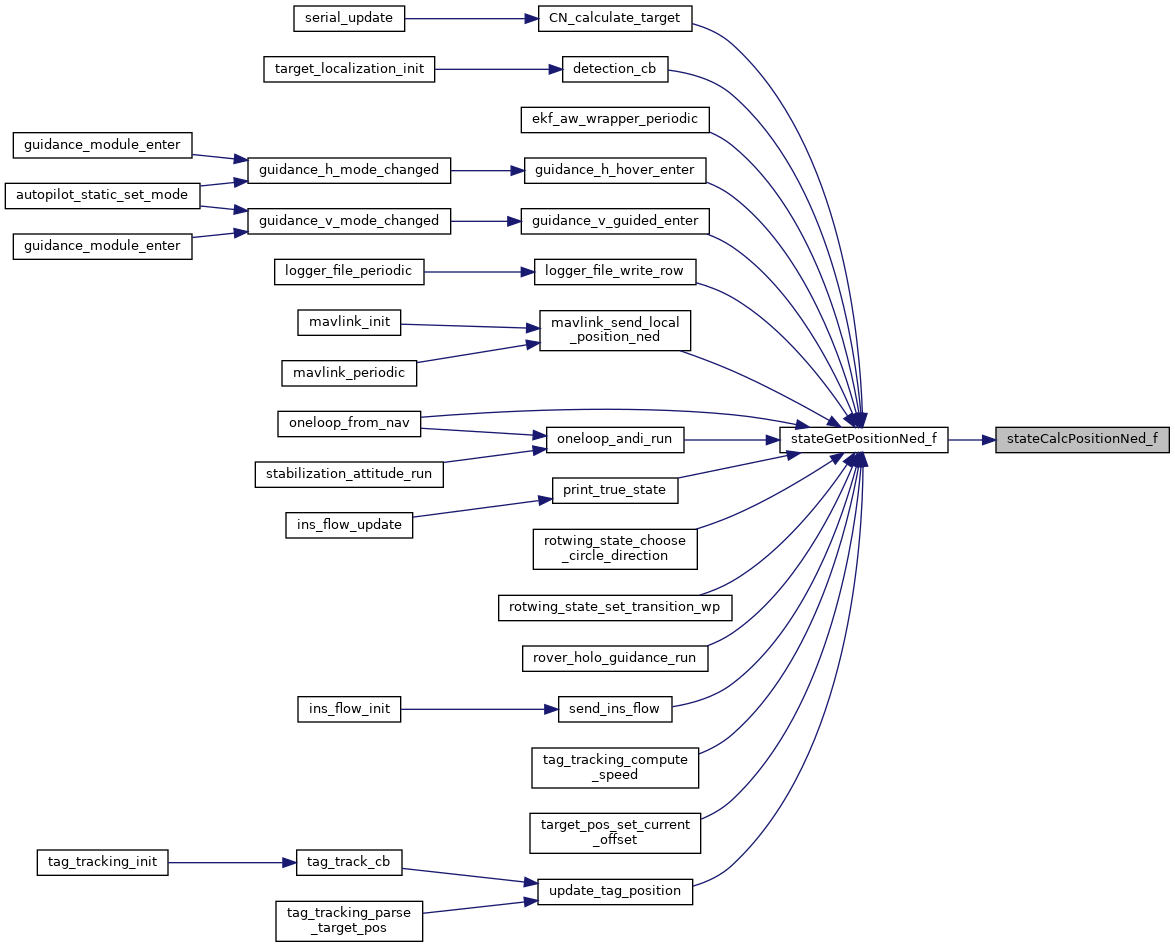 serial_update
CN_calculate_target
target_localization_init
detection_cb
ekf_aw_wrapper_periodic
guidance_module_enter
guidance_h_mode_changed
guidance_h_hover_enter
autopilot_static_set_mode
guidance_v_mode_changed
guidance_v_guided_enter
guidance_module_enter
logger_file_periodic
logger_file_write_row
mavlink_init
mavlink_send_local
_position_ned
mavlink_periodic
oneloop_from_nav
oneloop_andi_run
stateGetPositionNed_f
stateCalcPositionNed_f
stabilization_attitude_run
print_true_state
ins_flow_update
rotwing_state_choose
_circle_direction
rotwing_state_set_transition_wp
rover_holo_guidance_run
ins_flow_init
send_ins_flow
tag_tracking_compute
_speed
target_pos_set_current
_offset
tag_tracking_init
tag_track_cb
update_tag_position
tag_tracking_parse
_target_pos